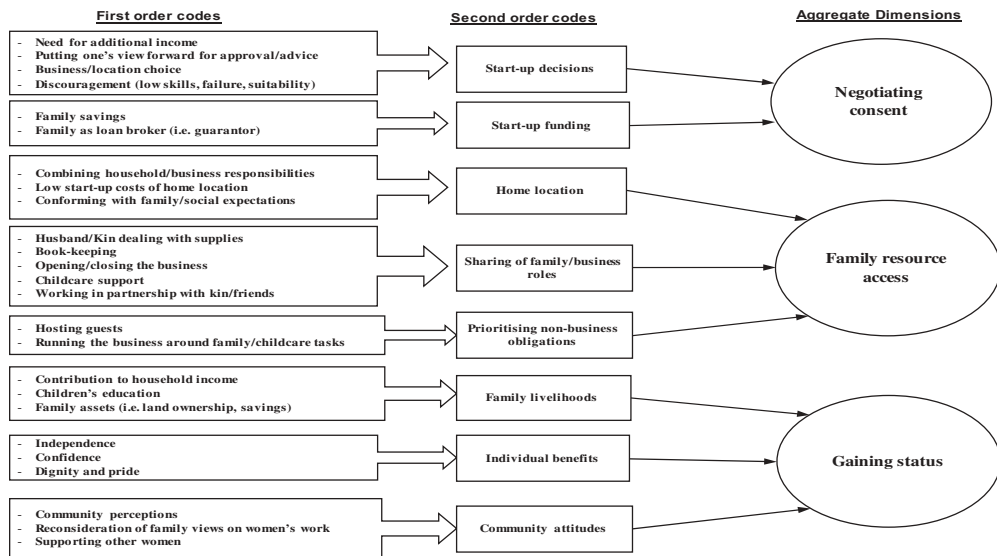 First order codes
Second order codes
Aggregate Dimensions
- Need for additional income
- Putting one's view forward for approval/advice
- Business/location choice
- Discouragement (low skills, failure, suitability)
Start-up decisions
Negotiating
consent
- Family savings
- Family as loan broker (i.e. guarantor)
Start-up funding
- Combining household/business responsibilities
- Low start-up costs of home location
- Conforming with family/social expectations
Home location
- Husband/Kin dealing with supplies
- Book-keeping
- Opening/closing the business
- Childcare support
- Working in partnership with kin/friends
Sharing of family/business
roles
Family resource
access
- Hosting guests
- Running the business around family/childcare tasks
Prioritising non-business
obligations
- Contribution to household income
- Children's education
- Family assets (i.e. land ownership, savings)
Family livelihoods
- Independence
- Confidence
- Dignity and pride
Individual benefits
Gaining status
- Community perceptions
- Reconsideration of family views on women's work
- Supporting other women
Community attitudes